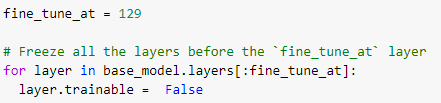 fine_tune_at = 129
# Freeze all the layers before the `fine_tune_at` layer
for layer in base_model.layers[:fine_tune_at]:
  layer.trainable =  False